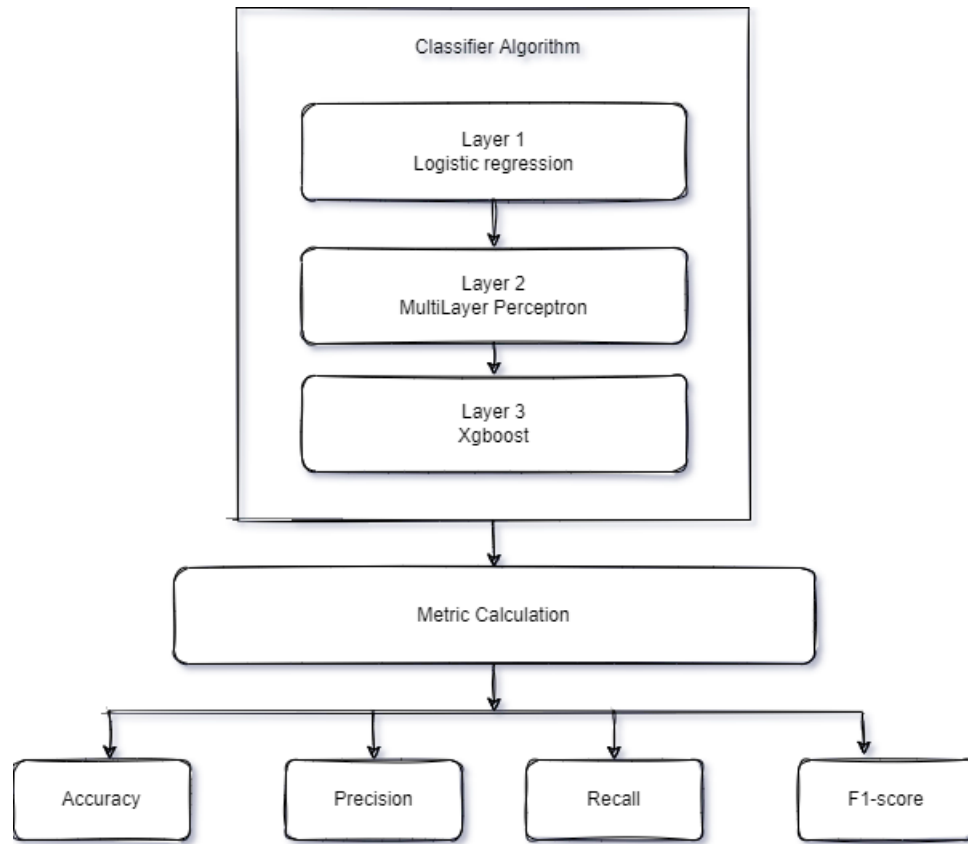 Classifier Algorithm
Layer 1
Logistic regression
Layer 2
MultiLayer Perceptron
Layer 3
Xgboost
Metric Calculation
Accuracy
Precision
Recall
F1-score